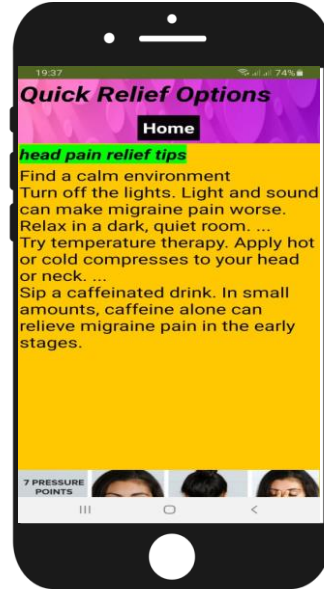 19:37
74%
Quick Relief Options
Home
head pain relief tips
Find a calm environment
Turn off the lights. Light and sound
can make migraine pain worse.
Relax in a dark, quiet room. ...
Try temperature therapy. Apply hot
or cold compresses to your head
or neck. ...
Sip a caffeinated drink. In small
amounts, caffeine alone can
relieve migraine pain in the early
stages.
7 PRESSURE
POINTS